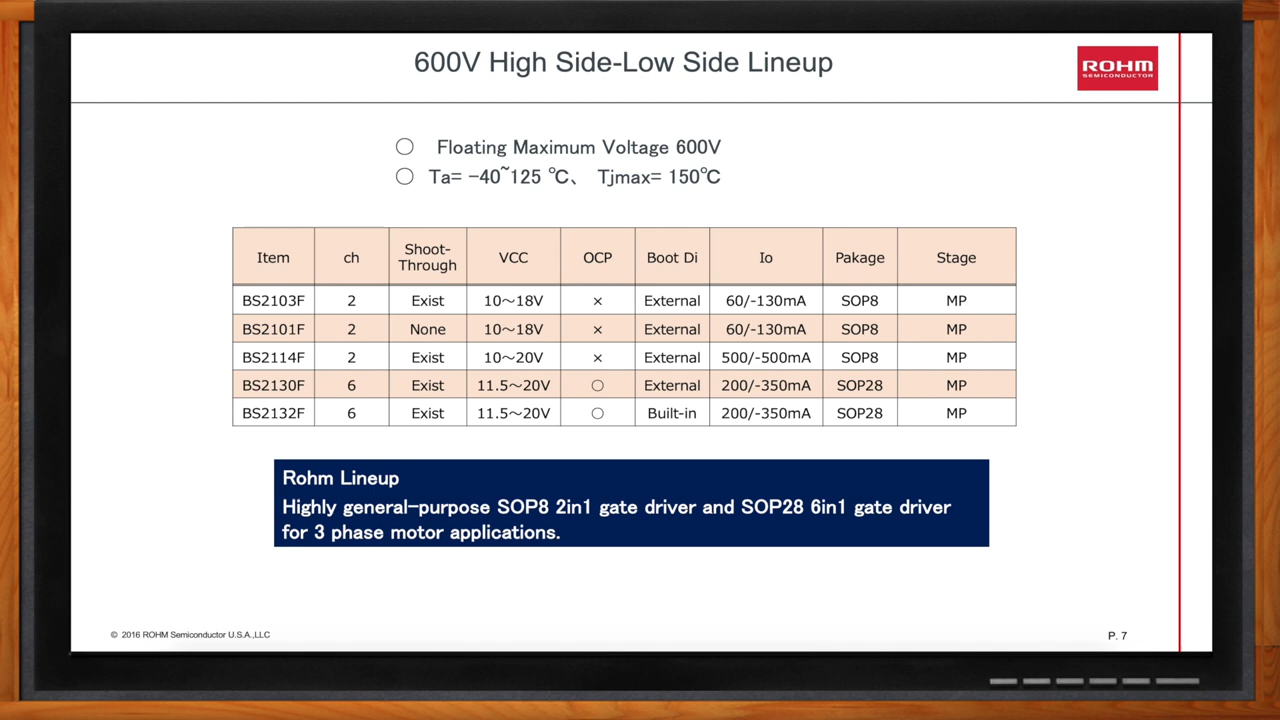 600V High Side-Low Side Lineup
ROHM
SEMICONDUCTOR
○ Floating Maximum Voltage 600V
○ Ta= -40~125 ℃、 Tjmax= 150℃
Item ch Shoot-Through VCC OCP Boot Di Io Pakage Stage
BS2103F 2 Exist 10～18V × External 60/-130mA SOP8 MP
BS2101F 2 None 10～18V × External 60/-130mA SOP8 MP
BS2114F 2 Exist 10～20V × External 500/-500mA SOP8 MP
BS2130F 6 Exist 11.5～20V ○ External 200/-350mA SOP28 MP
BS2132F 6 Exist 11.5～20V ○ Built-in 200/-350mA SOP28 MP
Rohm Lineup
Highly general-purpose SOP8 2in1 gate driver and SOP28 6in1 gate driver
for 3 phase motor applications.
© 2016 ROHM Semiconductor U.S.A.,LLC
P. 7